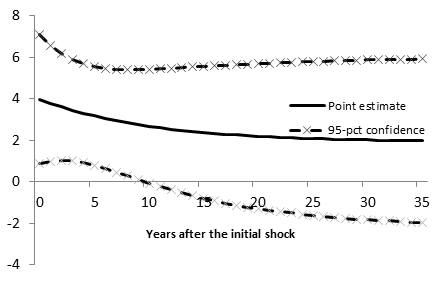 8
6
4
Point estimate
95-pct confidence
2
0
0 5 10 15 20 25 30 35
-2
Years after the initial shock
-4